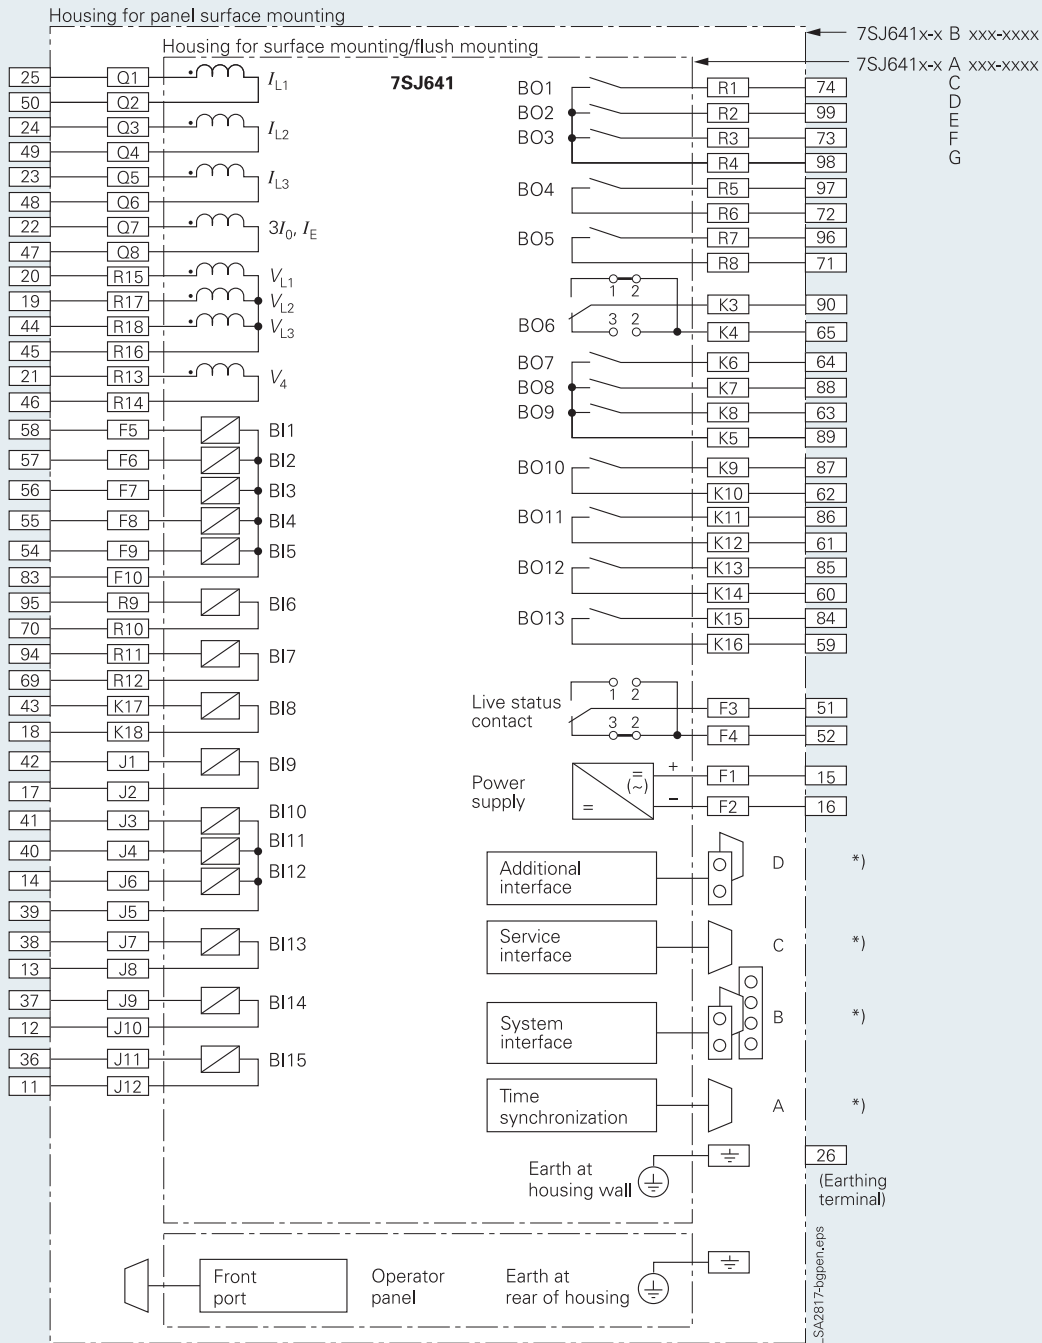 Housing for panel surface mounting
7SJ641x-x B xxx-xxxx
Housing for surface mounting/flush mounting
7SJ641x-x A xxx-xxxx
C
D
E
F
G
7SJ641
25 Q1 IL1
50 Q2
24 Q3 IL2
49 Q4
23 Q5 IL3
48 Q6
22 Q7 3I0, IE
47 Q8
20 R15 VL1
19 R17 VL2
44 R18 VL3
45 R16
21 R13 V4
46 R14
58 F5 BI1
57 F6 BI2
56 F7 BI3
55 F8 BI4
54 F9 BI5
83 F10
95 R9 BI6
70 R10
94 R11 BI7
69 R12
43 K17 BI8
18 K18
42 J1 BI9
17 J2
41 J3 BI10
40 J4 BI11
14 J6 BI12
39 J5
38 J7 BI13
13 J8
37 J9 BI14
12 J10
36 J11 BI15
11 J12
BO1 R1 74
BO2 R2 99
BO3 R3 73
R4 98
BO4 R5 97
R6 72
BO5 R7 96
R8 71
1 2
K3 90
BO6 3 2
K4 65
BO7 K6 64
BO8 K7 88
BO9 K8 63
K5 89
BO10 K9 87
K10 62
BO11 K11 86
K12 61
BO12 K13 85
K14 60
BO13 K15 84
K16 59
1 2
Live status
contact
F3 51
3 2
F4 52
Power
supply
= (~) =
+ F1 15
− F2 16
Additional
interface
D *)
Service
interface
C *)
System
interface
B *)
Time
synchronization
A *)
Earth at
housing wall
26
(Earthing
terminal)
Front
port
Operator
panel
Earth at
rear of housing
LSA2817-bgpen.eps